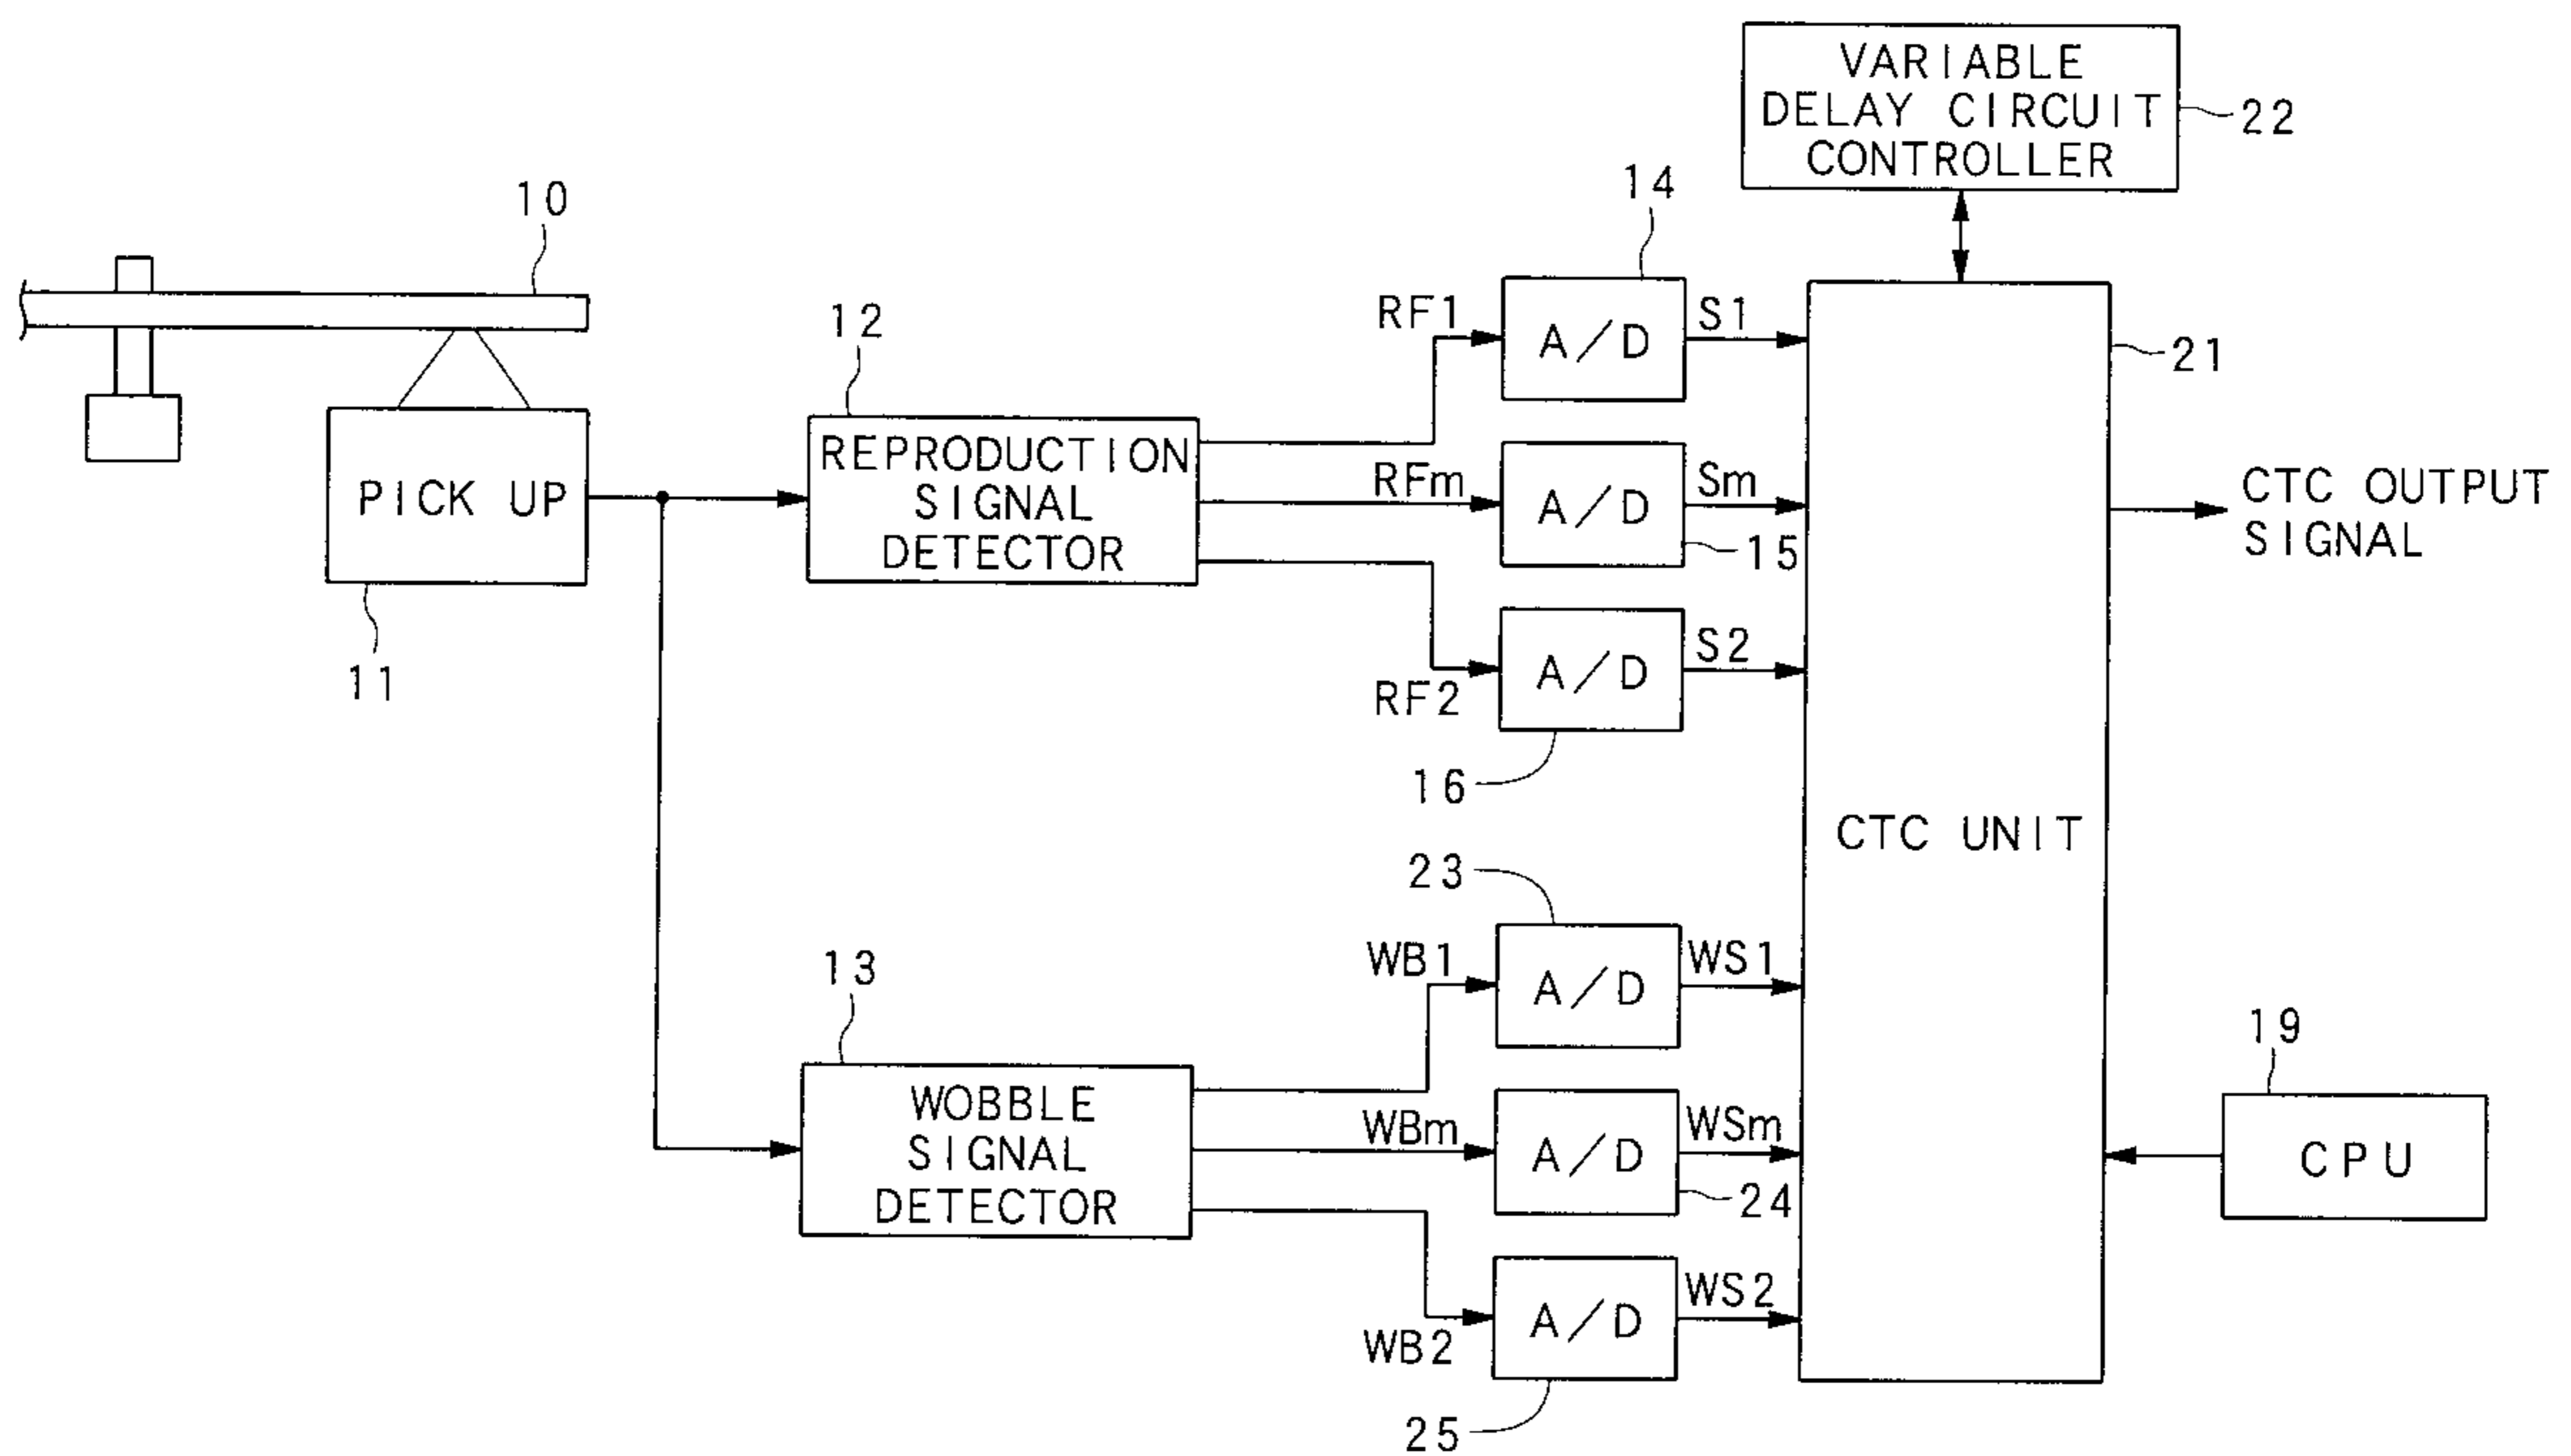 VARIABLE
DELAY CIRCUIT
CONTROLLER
22
14
10
RF1
A/D
S1
12
21
REPRODUCTION
SIGNAL
DETECTOR
PICK UP
RFm
A/D
Sm
15
CTC OUTPUT
SIGNAL
11
RF2
A/D
S2
16
CTC UNIT
23
13
WB1
A/D
WS1
19
WOBBLE
SIGNAL
DETECTOR
WBm
A/D
WSm
24
CPU
WB2
A/D
WS2
25